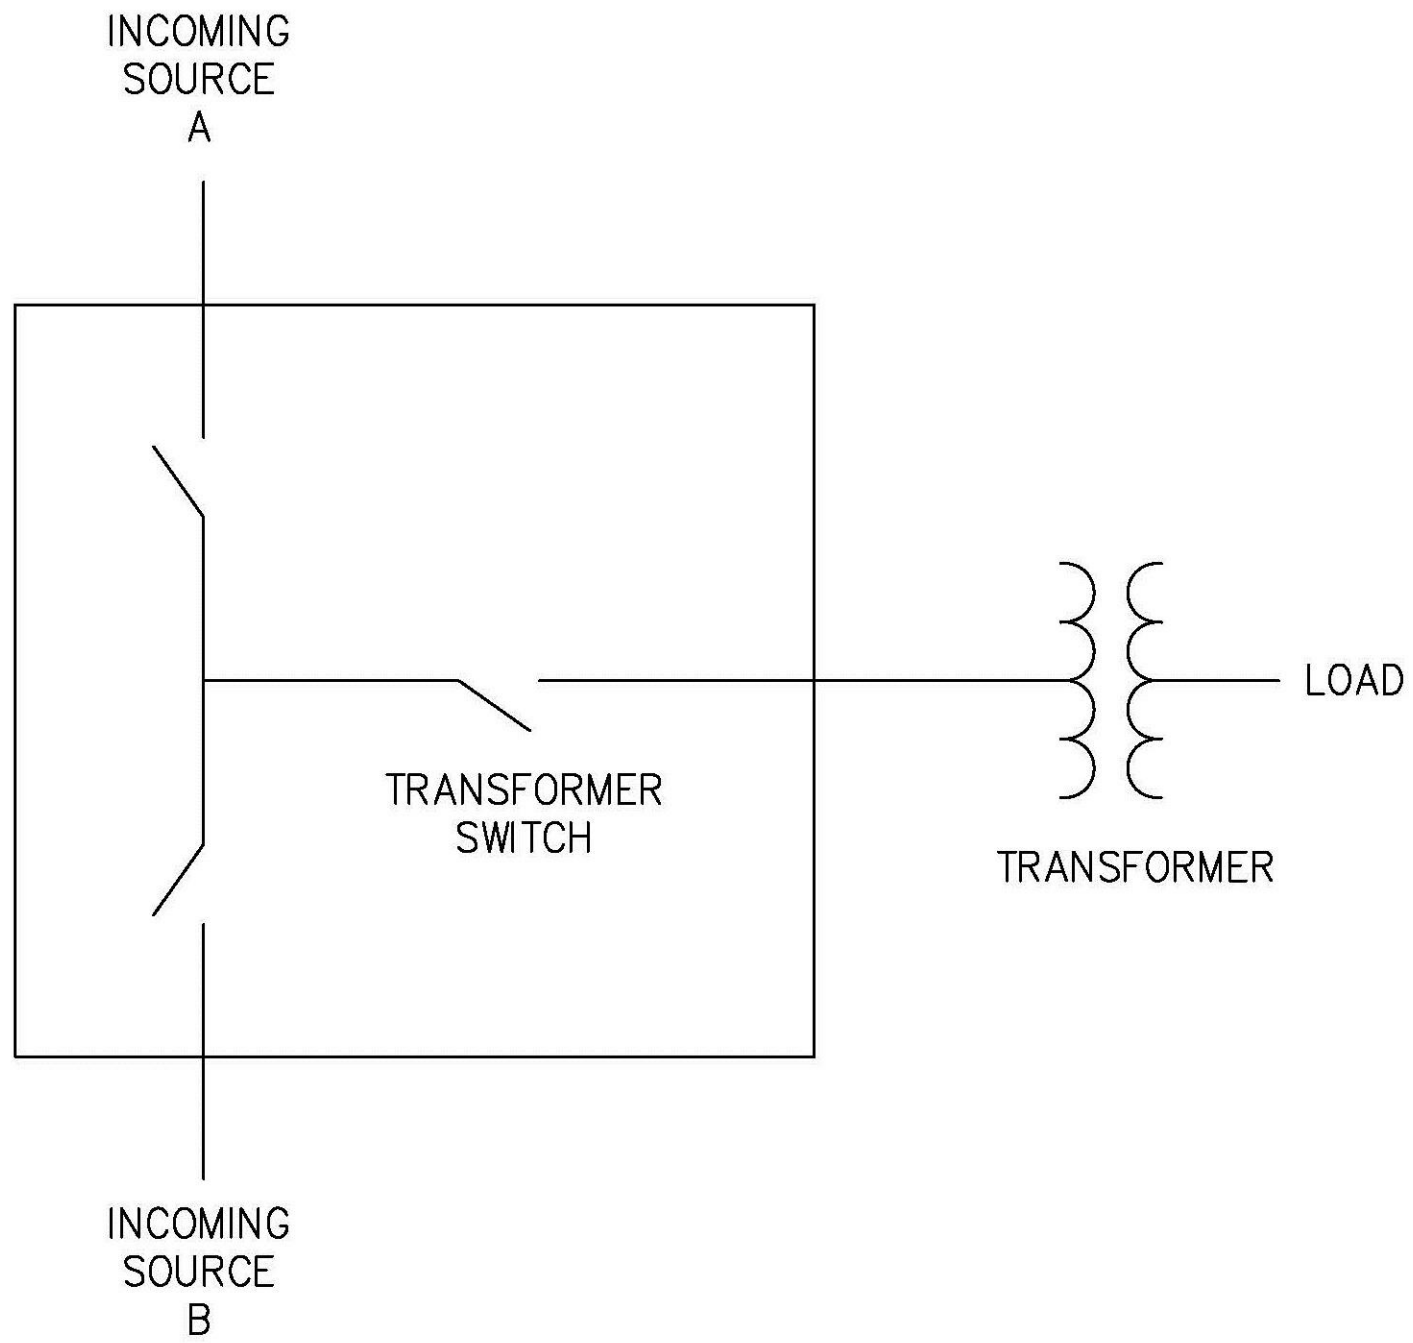 INCOMING
SOURCE
A
LOAD
TRANSFORMER
SWITCH
TRANSFORMER
INCOMING
SOURCE
B